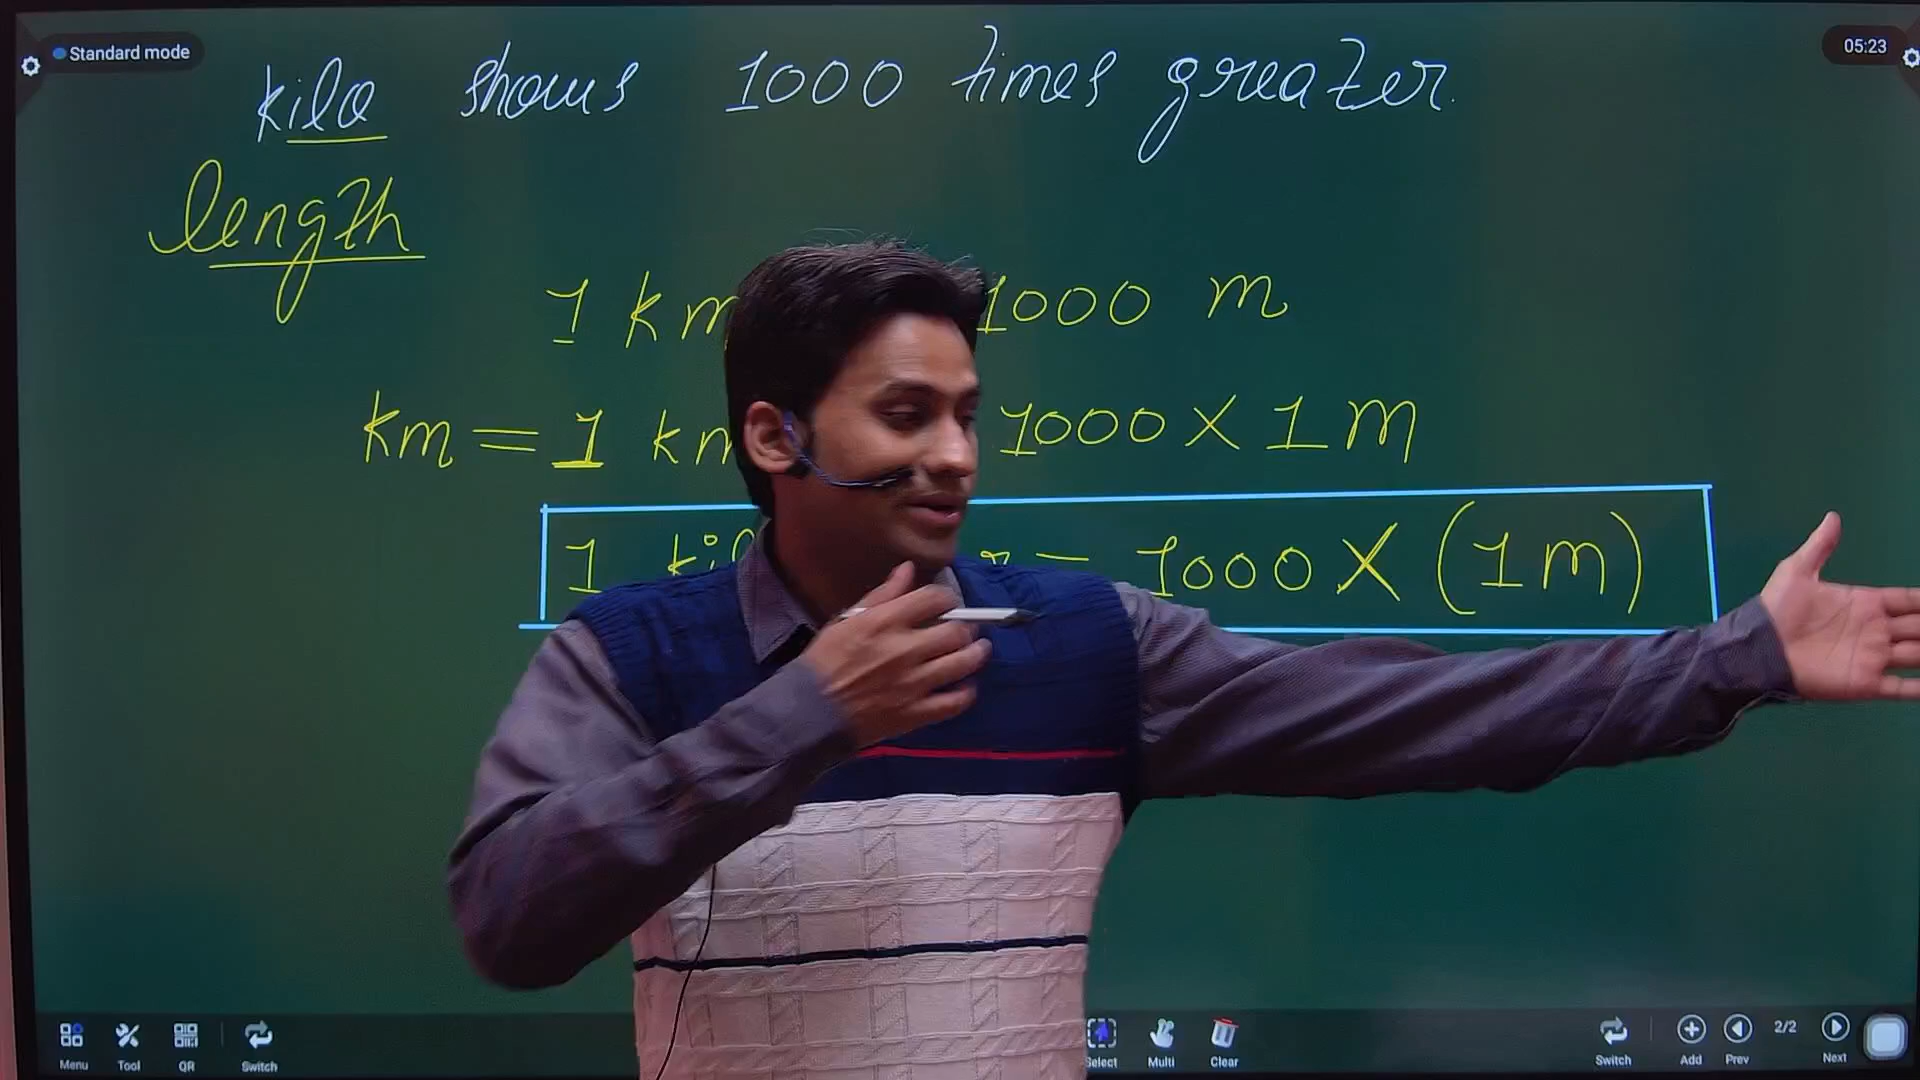 Standard mode
05:23
kilo shows 1000 times greater.
length
1 km 1000 m
km = 1 km 1000 X 1 m
1 = 1000 X (1 m)
Menu Tool QR Switch Select Multi Clear Switch Add Prev 2/2 Next